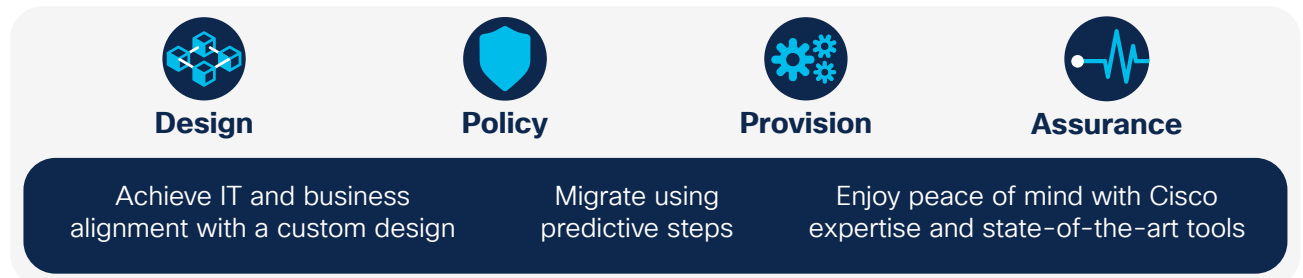 Design
Policy
Provision
Assurance
Achieve IT and business
alignment with a custom design
Migrate using
predictive steps
Enjoy peace of mind with Cisco
expertise and state-of-the-art tools